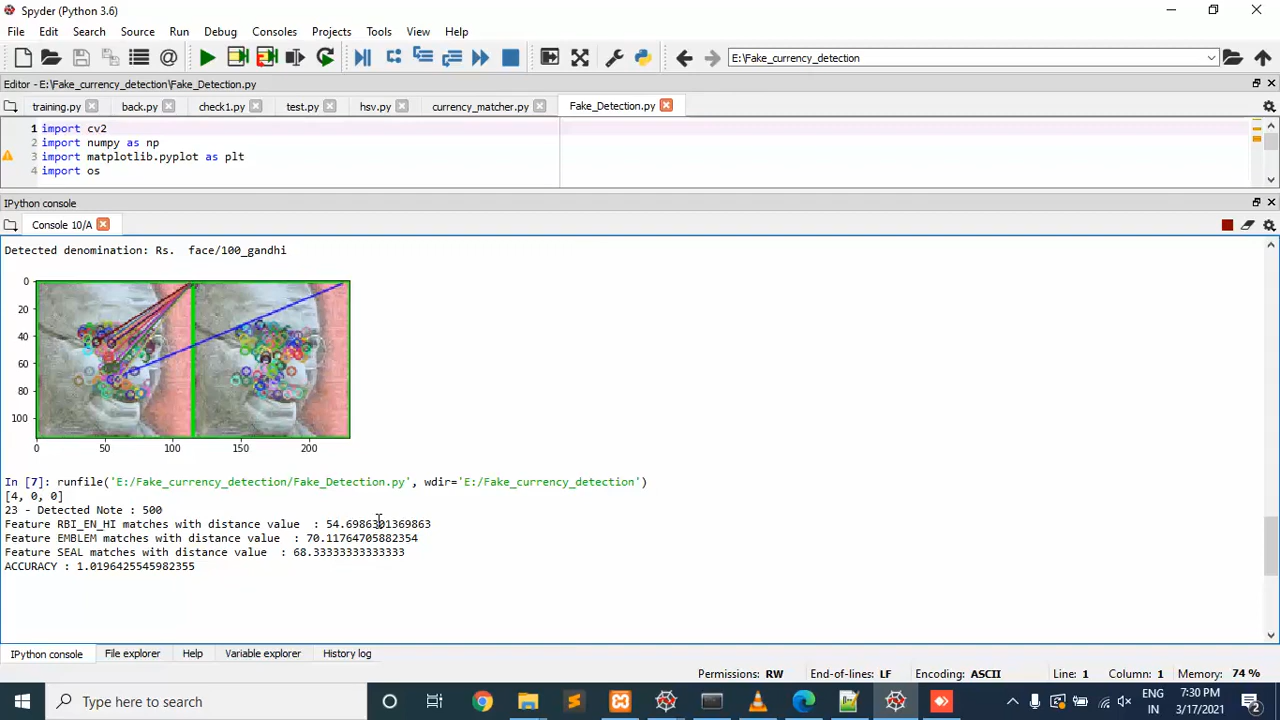 Spyder (Python 3.6)
File Edit Search Source Run Debug Consoles Projects Tools View Help
E:\Fake_currency_detection
Editor - E:\Fake_currency_detection\Fake_Detection.py
training.py back.py check1.py test.py hsv.py currency_matcher.py Fake_Detection.py
1 import cv2
2 import numpy as np
3 import matplotlib.pyplot as plt
4 import os
IPython console
Console 10/A
Detected denomination: Rs.  face/100_gandhi
0
20
40
60
80
100
0 50 100 150 200
In [7]: runfile('E:/Fake_currency_detection/Fake_Detection.py', wdir='E:/Fake_currency_detection')
[4, 0, 0]
23 - Detected Note : 500
Feature RBI_EN_HI matches with distance value  : 54.6986301369863
Feature EMBLEM matches with distance value  : 70.11764705882354
Feature SEAL matches with distance value  : 68.33333333333333
ACCURACY : 1.0196425545982355
IPython console File explorer Help Variable explorer History log
Permissions: RW End-of-lines: LF Encoding: ASCII Line: 1 Column: 1 Memory: 74 %
Type here to search
ENG
IN
7:30 PM
3/17/2021
2